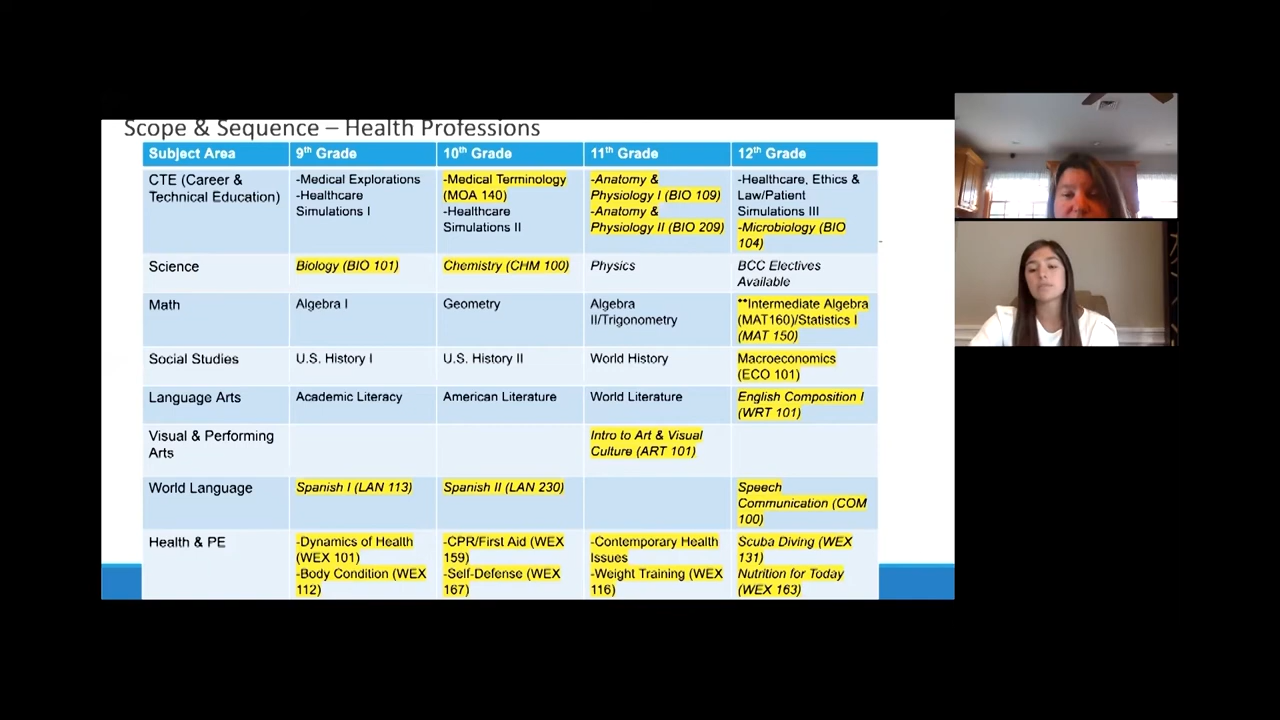 Scope & Sequence – Health Professions
Subject Area
9th Grade
10th Grade
11th Grade
12th Grade
CTE (Career &
Technical Education)
-Medical Explorations
-Healthcare
Simulations I
-Medical Terminology
(MOA 140)
-Healthcare
Simulations II
-Anatomy &
Physiology I (BIO 109)
-Anatomy &
Physiology II (BIO 209)
-Healthcare, Ethics &
Law/Patient
Simulations III
-Microbiology (BIO
104)
Science
Biology (BIO 101)
Chemistry (CHM 100)
Physics
BCC Electives
Available
Math
Algebra I
Geometry
Algebra
II/Trigonometry
**Intermediate Algebra
(MAT160)/Statistics I
(MAT 150)
Social Studies
U.S. History I
U.S. History II
World History
Macroeconomics
(ECO 101)
Language Arts
Academic Literacy
American Literature
World Literature
English Composition I
(WRT 101)
Visual & Performing
Arts
Intro to Art & Visual
Culture (ART 101)
World Language
Spanish I (LAN 113)
Spanish II (LAN 230)
Speech
Communication (COM
100)
Health & PE
-Dynamics of Health
(WEX 101)
-Body Condition (WEX
112)
-CPR/First Aid (WEX
159)
-Self-Defense (WEX
167)
-Contemporary Health
Issues
-Weight Training (WEX
116)
Scuba Diving (WEX
131)
Nutrition for Today
(WEX 163)